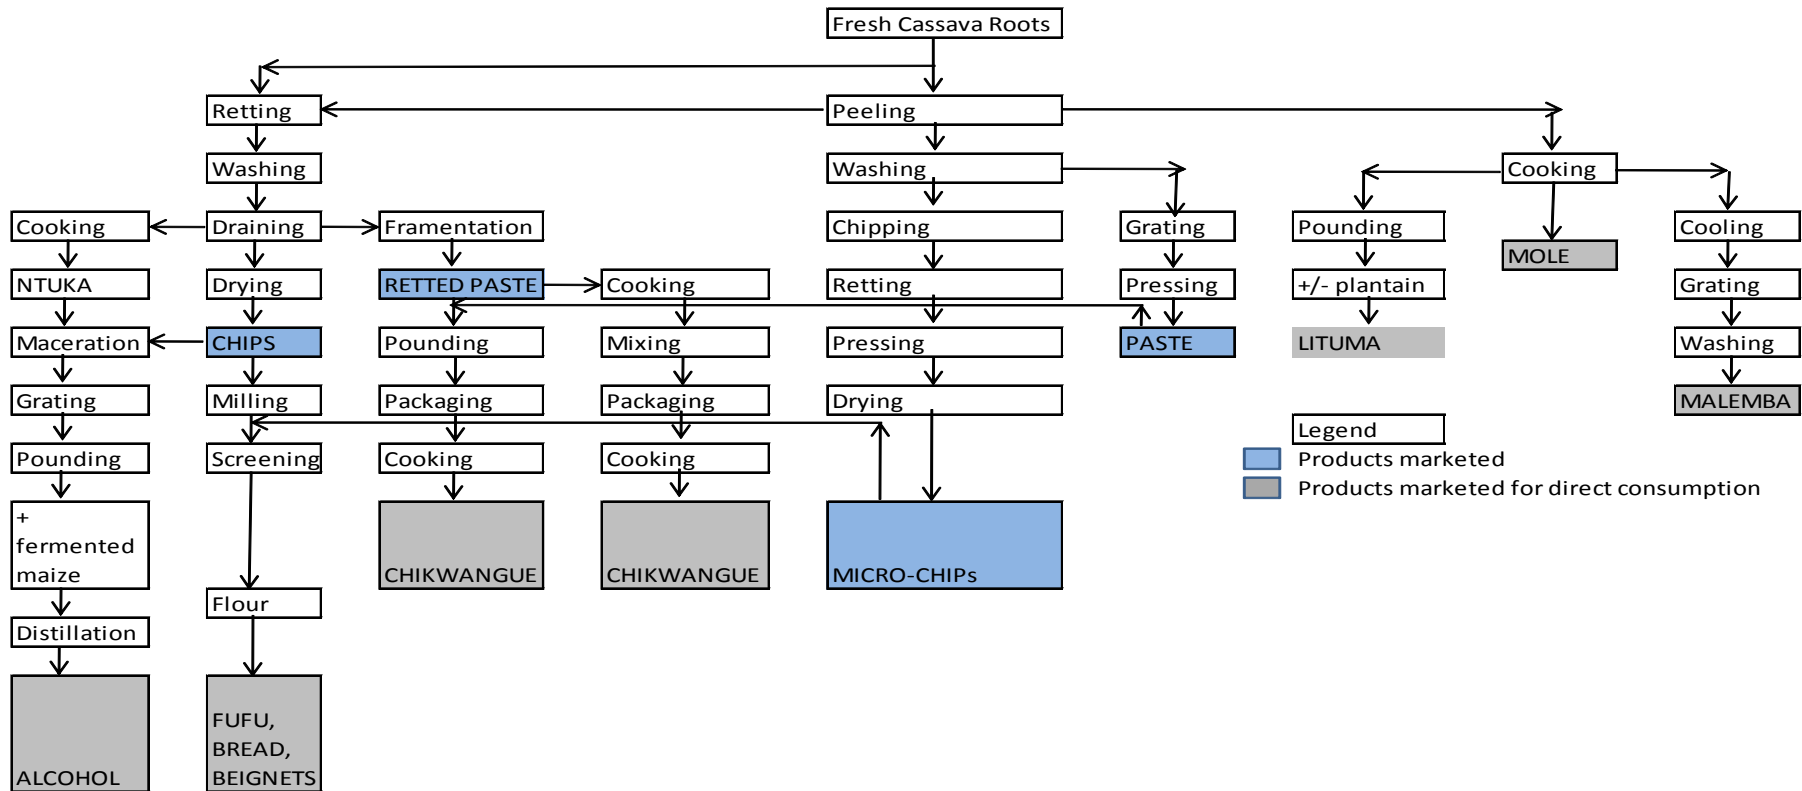 Fresh Cassava Roots
Retting
Peeling
Washing
Washing
Cooking
Cooking
Draining
Framentation
Chipping
Grating
Pounding
MOLE
Cooling
NTUKA
Drying
RETTED PASTE
Cooking
Retting
Pressing
+/- plantain
Grating
Maceration
CHIPS
Pounding
Mixing
Pressing
PASTE
LITUMA
Washing
Grating
Milling
Packaging
Packaging
Drying
MALEMBA
Legend
Pounding
Screening
Cooking
Cooking
Products marketed
Products marketed for direct consumption
+
fermented
maize
CHIKWANGUE
CHIKWANGUE
MICRO-CHIPs
Flour
Distillation
ALCOHOL
FUFU,
BREAD,
BEIGNETS